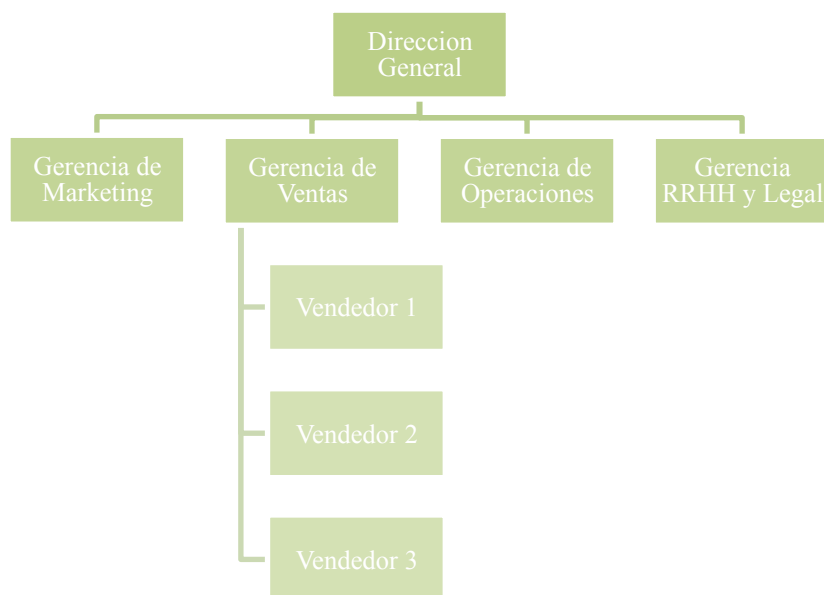 Direccion
General
Gerencia de
Marketing
Gerencia de
Ventas
Gerencia de
Operaciones
Gerencia
RRHH y Legal
Vendedor 1
Vendedor 2
Vendedor 3